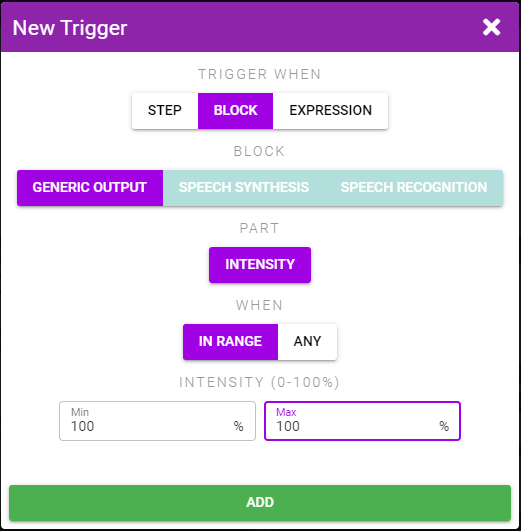 New Trigger
TRIGGER WHEN
STEP BLOCK EXPRESSION
BLOCK
GENERIC OUTPUT SPEECH SYNTHESIS SPEECH RECOGNITION
PART
INTENSITY
WHEN
IN RANGE ANY
INTENSITY (0-100%)
Min Max
100 % 100 %
ADD